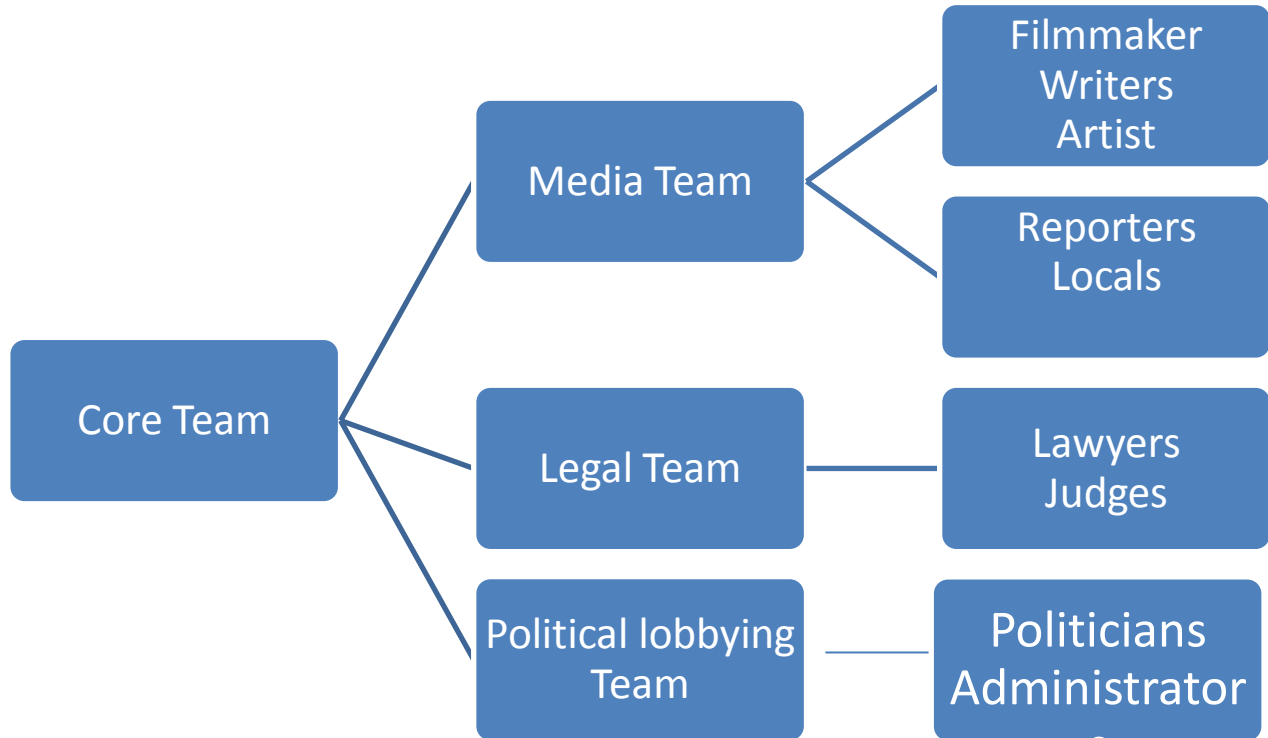 Filmmaker
Writers
Artist
Media Team
Reporters
Locals
Core Team
Legal Team
Lawyers
Judges
Political lobbying
Team
Politicians
Administrator